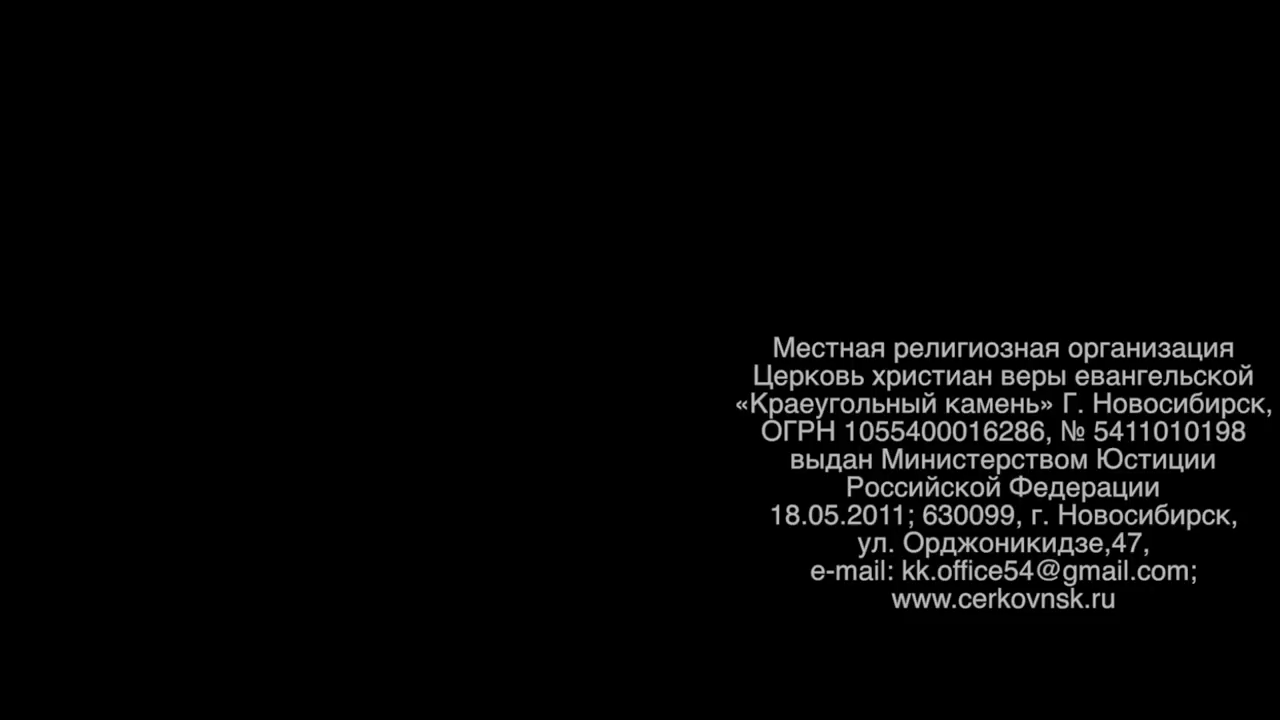 Местная религиозная организация
Церковь христиан веры евангельской
«Краеугольный камень» Г. Новосибирск,
ОГРН 1055400016286, № 5411010198
выдан Министерством Юстиции
Российской Федерации
18.05.2011; 630099, г. Новосибирск,
ул. Орджоникидзе,47,
e-mail: kk.office54@gmail.com;
www.cerkovnsk.ru